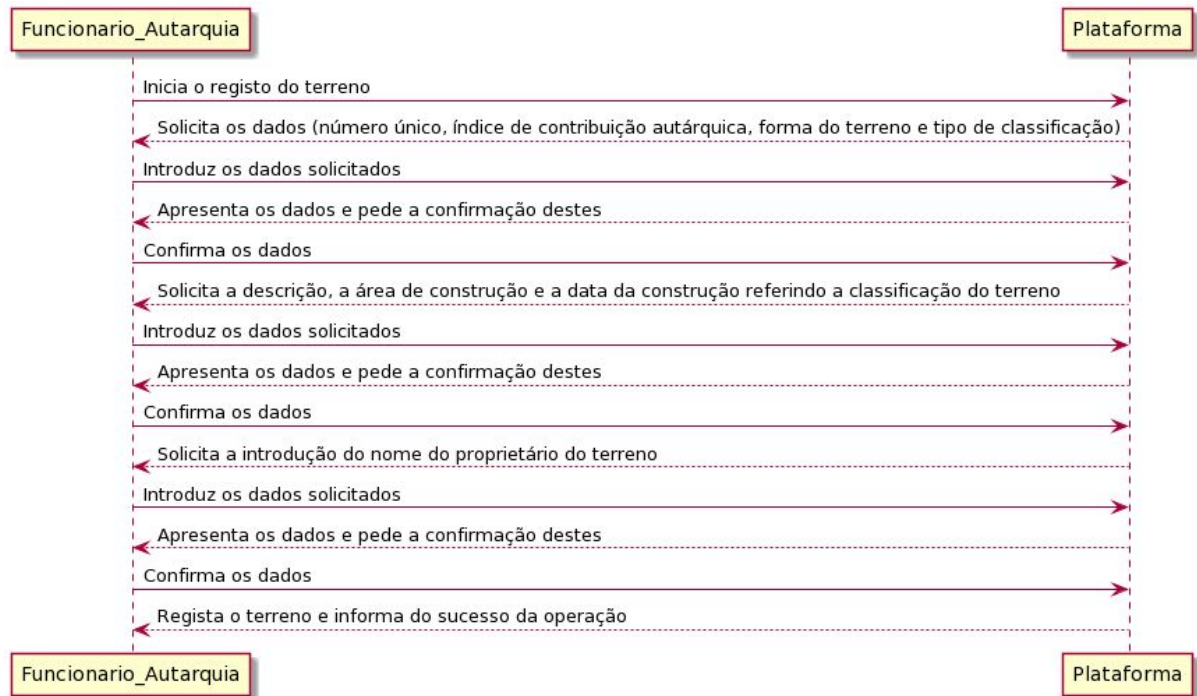 Funcionario_Autarquia
Plataforma
Inicia o registo do terreno
Solicita os dados (número único, índice de contribuição autárquica, forma do terreno e tipo de classificação)
Introduz os dados solicitados
Apresenta os dados e pede a confirmação destes
Confirma os dados
Solicita a descrição, a área de construção e a data da construção referindo a classificação do terreno
Introduz os dados solicitados
Apresenta os dados e pede a confirmação destes
Confirma os dados
Solicita a introdução do nome do proprietário do terreno
Introduz os dados solicitados
Apresenta os dados e pede a confirmação destes
Confirma os dados
Regista o terreno e informa do sucesso da operação
Funcionario_Autarquia
Plataforma